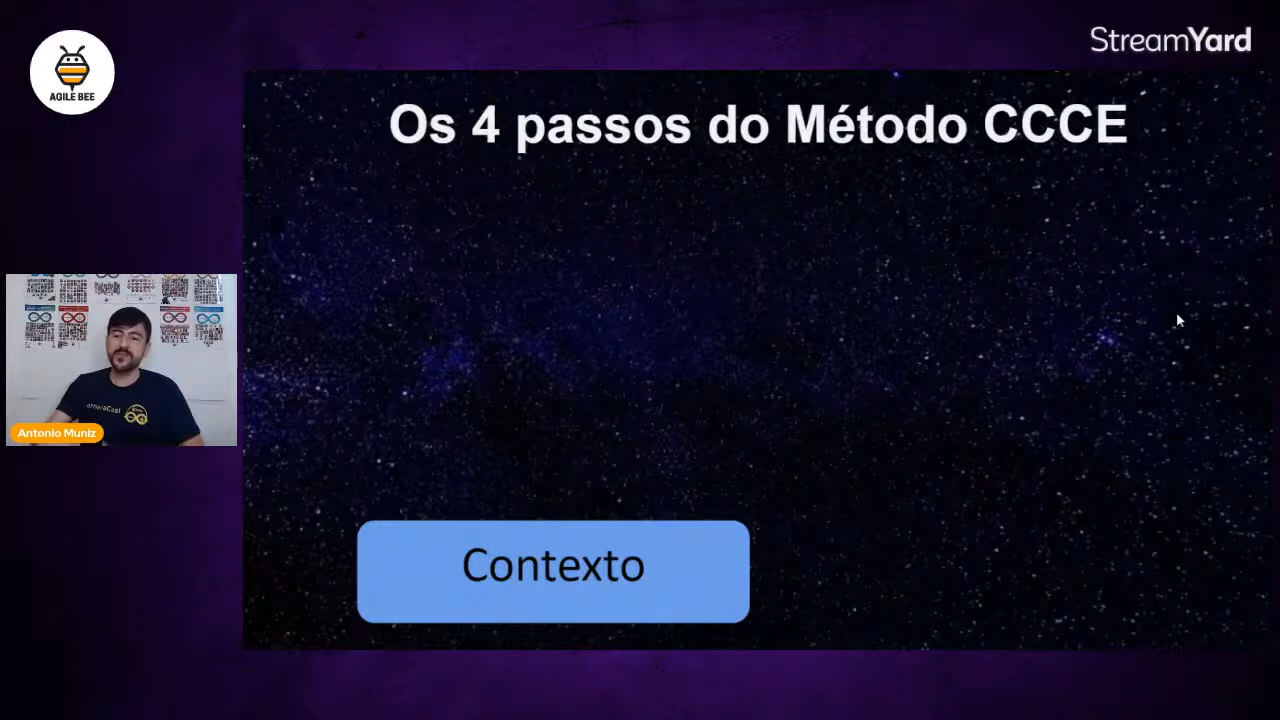 AGILE BEE
StreamYard
Os 4 passos do Método CCCE
Antonio Muniz
Contexto